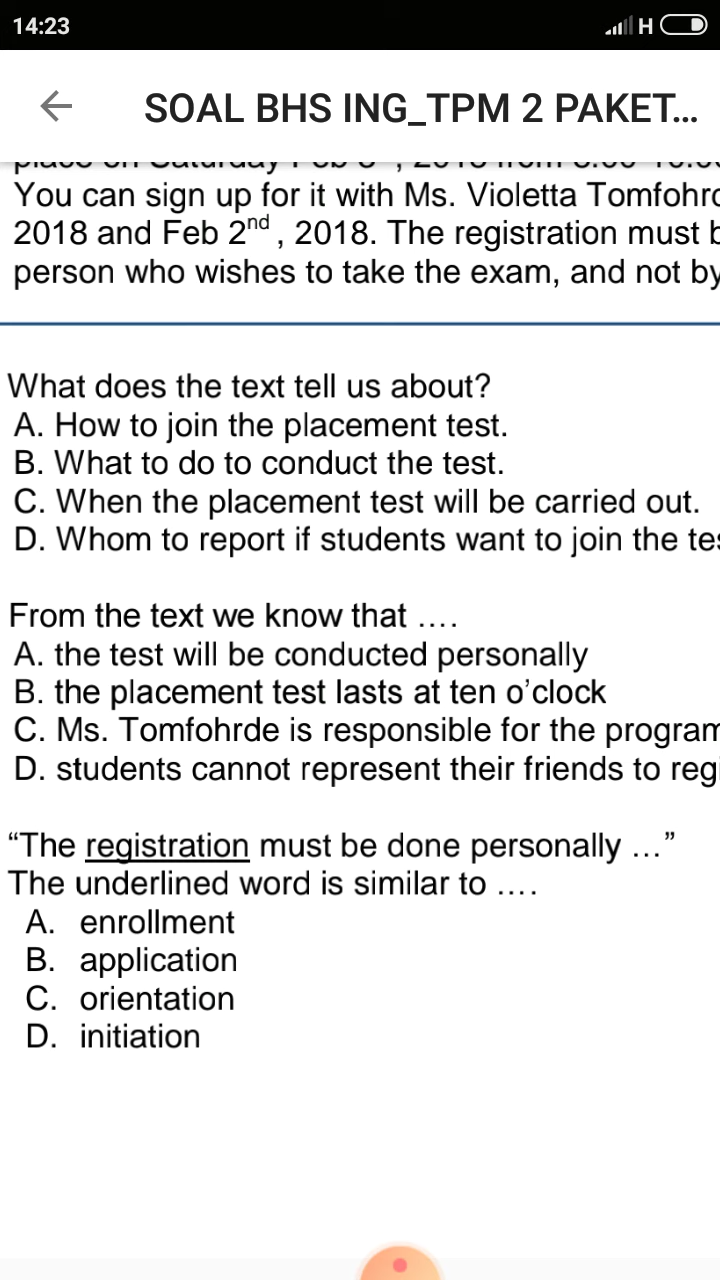 14:23
H
SOAL BHS ING_TPM 2 PAKET...
You can sign up for it with Ms. Violetta
2018 and Feb 2nd , 2018. The registration must
person who wishes to take the exam, and not by
What does the text tell us about?
A. How to join the placement test.
B. What to do to conduct the test.
C. When the placement test will be carried out.
D. Whom to report if students want to join the
From the text we know that ....
A. the test will be conducted personally
B. the placement test lasts at ten o'clock
C. Ms. Tomfohrde is responsible for the
D. students cannot represent their friends to
“The registration must be done personally ...”
The underlined word is similar to ....
A. enrollment
B. application
C. orientation
D. initiation